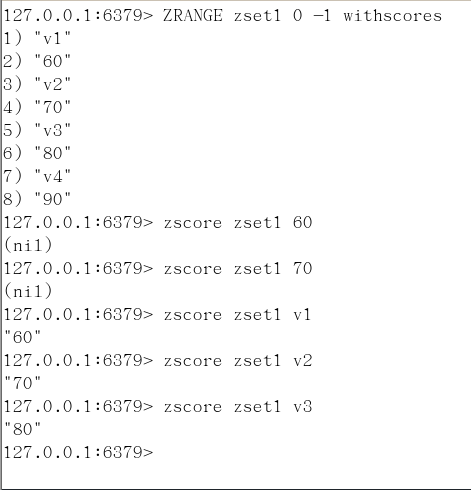 127.0.0.1:6379> ZRANGE zset1 0 -1 withscores
1) "v1"
2) "60"
3) "v2"
4) "70"
5) "v3"
6) "80"
7) "v4"
8) "90"
127.0.0.1:6379> zscore zset1 60
(nil)
127.0.0.1:6379> zscore zset1 70
(nil)
127.0.0.1:6379> zscore zset1 v1
"60"
127.0.0.1:6379> zscore zset1 v2
"70"
127.0.0.1:6379> zscore zset1 v3
"80"
127.0.0.1:6379>